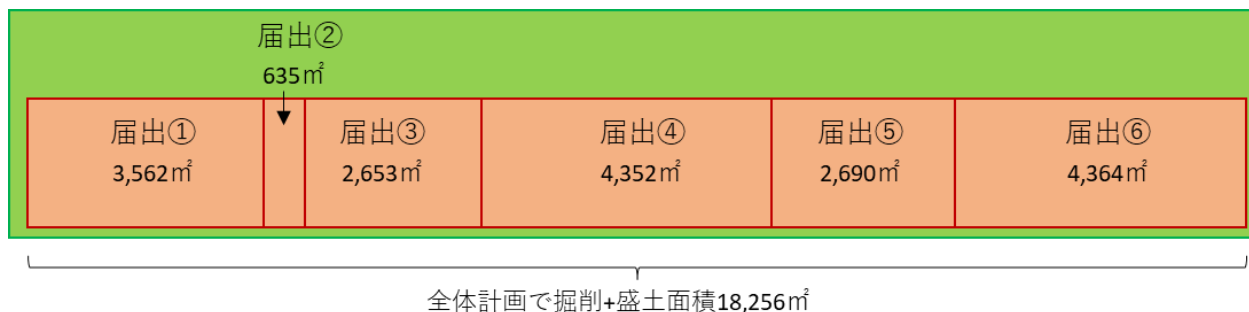 届出②
635㎡
届出①
3,562㎡
届出③
2,653㎡
届出④
4,352㎡
届出⑤
2,690㎡
届出⑥
4,364㎡
全体計画で掘削+盛土面積18,256㎡